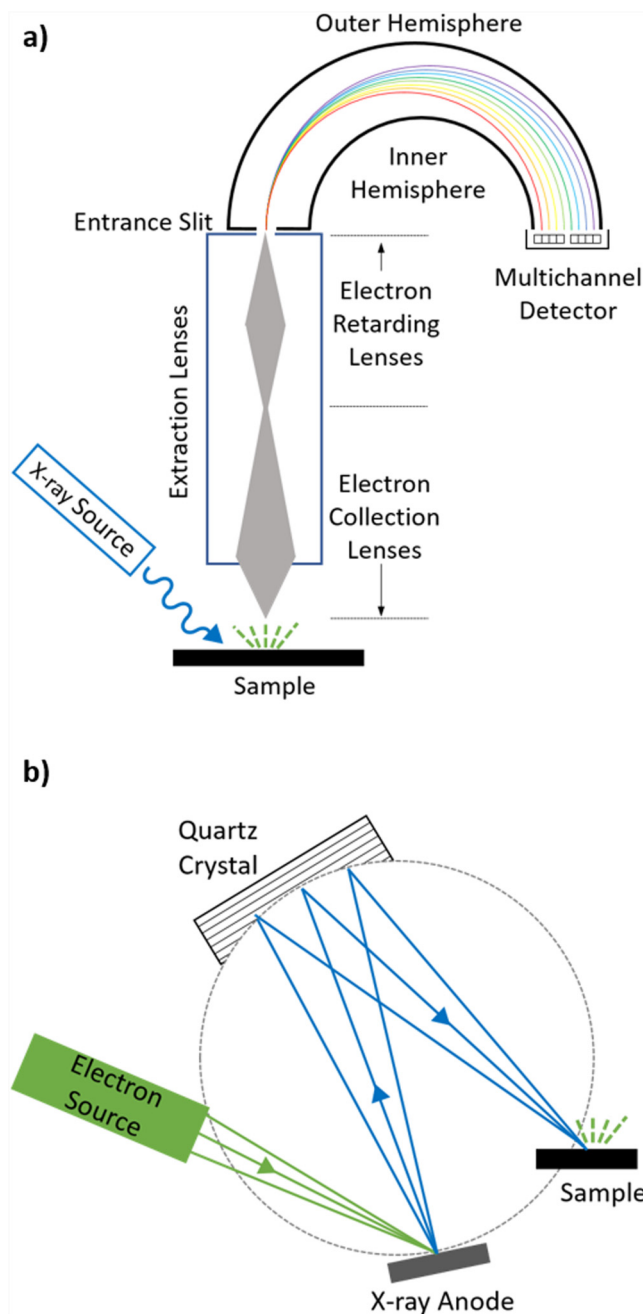 a)
Outer Hemisphere
Inner
Hemisphere
Entrance Slit
Multichannel
Detector
Electron
Retarding
Lenses
Extraction Lenses
X-ray Source
Electron
Collection
Lenses
Sample
b)
Quartz
Crystal
Electron
Source
Sample
X-ray Anode